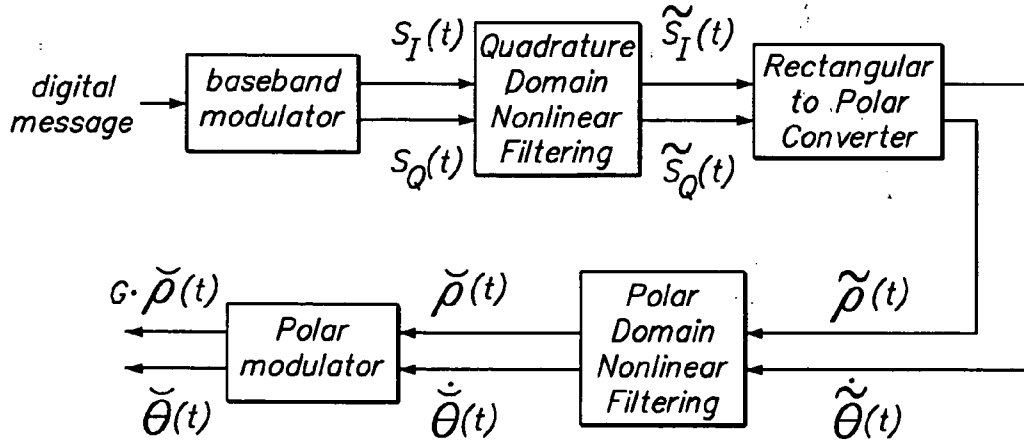 digital
message
baseband
modulator
S_I(t)
S_Q(t)
Quadrature
Domain
Nonlinear
Filtering
S̃_I(t)
S̃_Q(t)
Rectangular
to Polar
Converter
ρ̃(t)
θ̃̇(t)
Polar
Domain
Nonlinear
Filtering
ρ̆(t)
θ̆̇(t)
Polar
modulator
G·ρ̆(t)
θ̆(t)